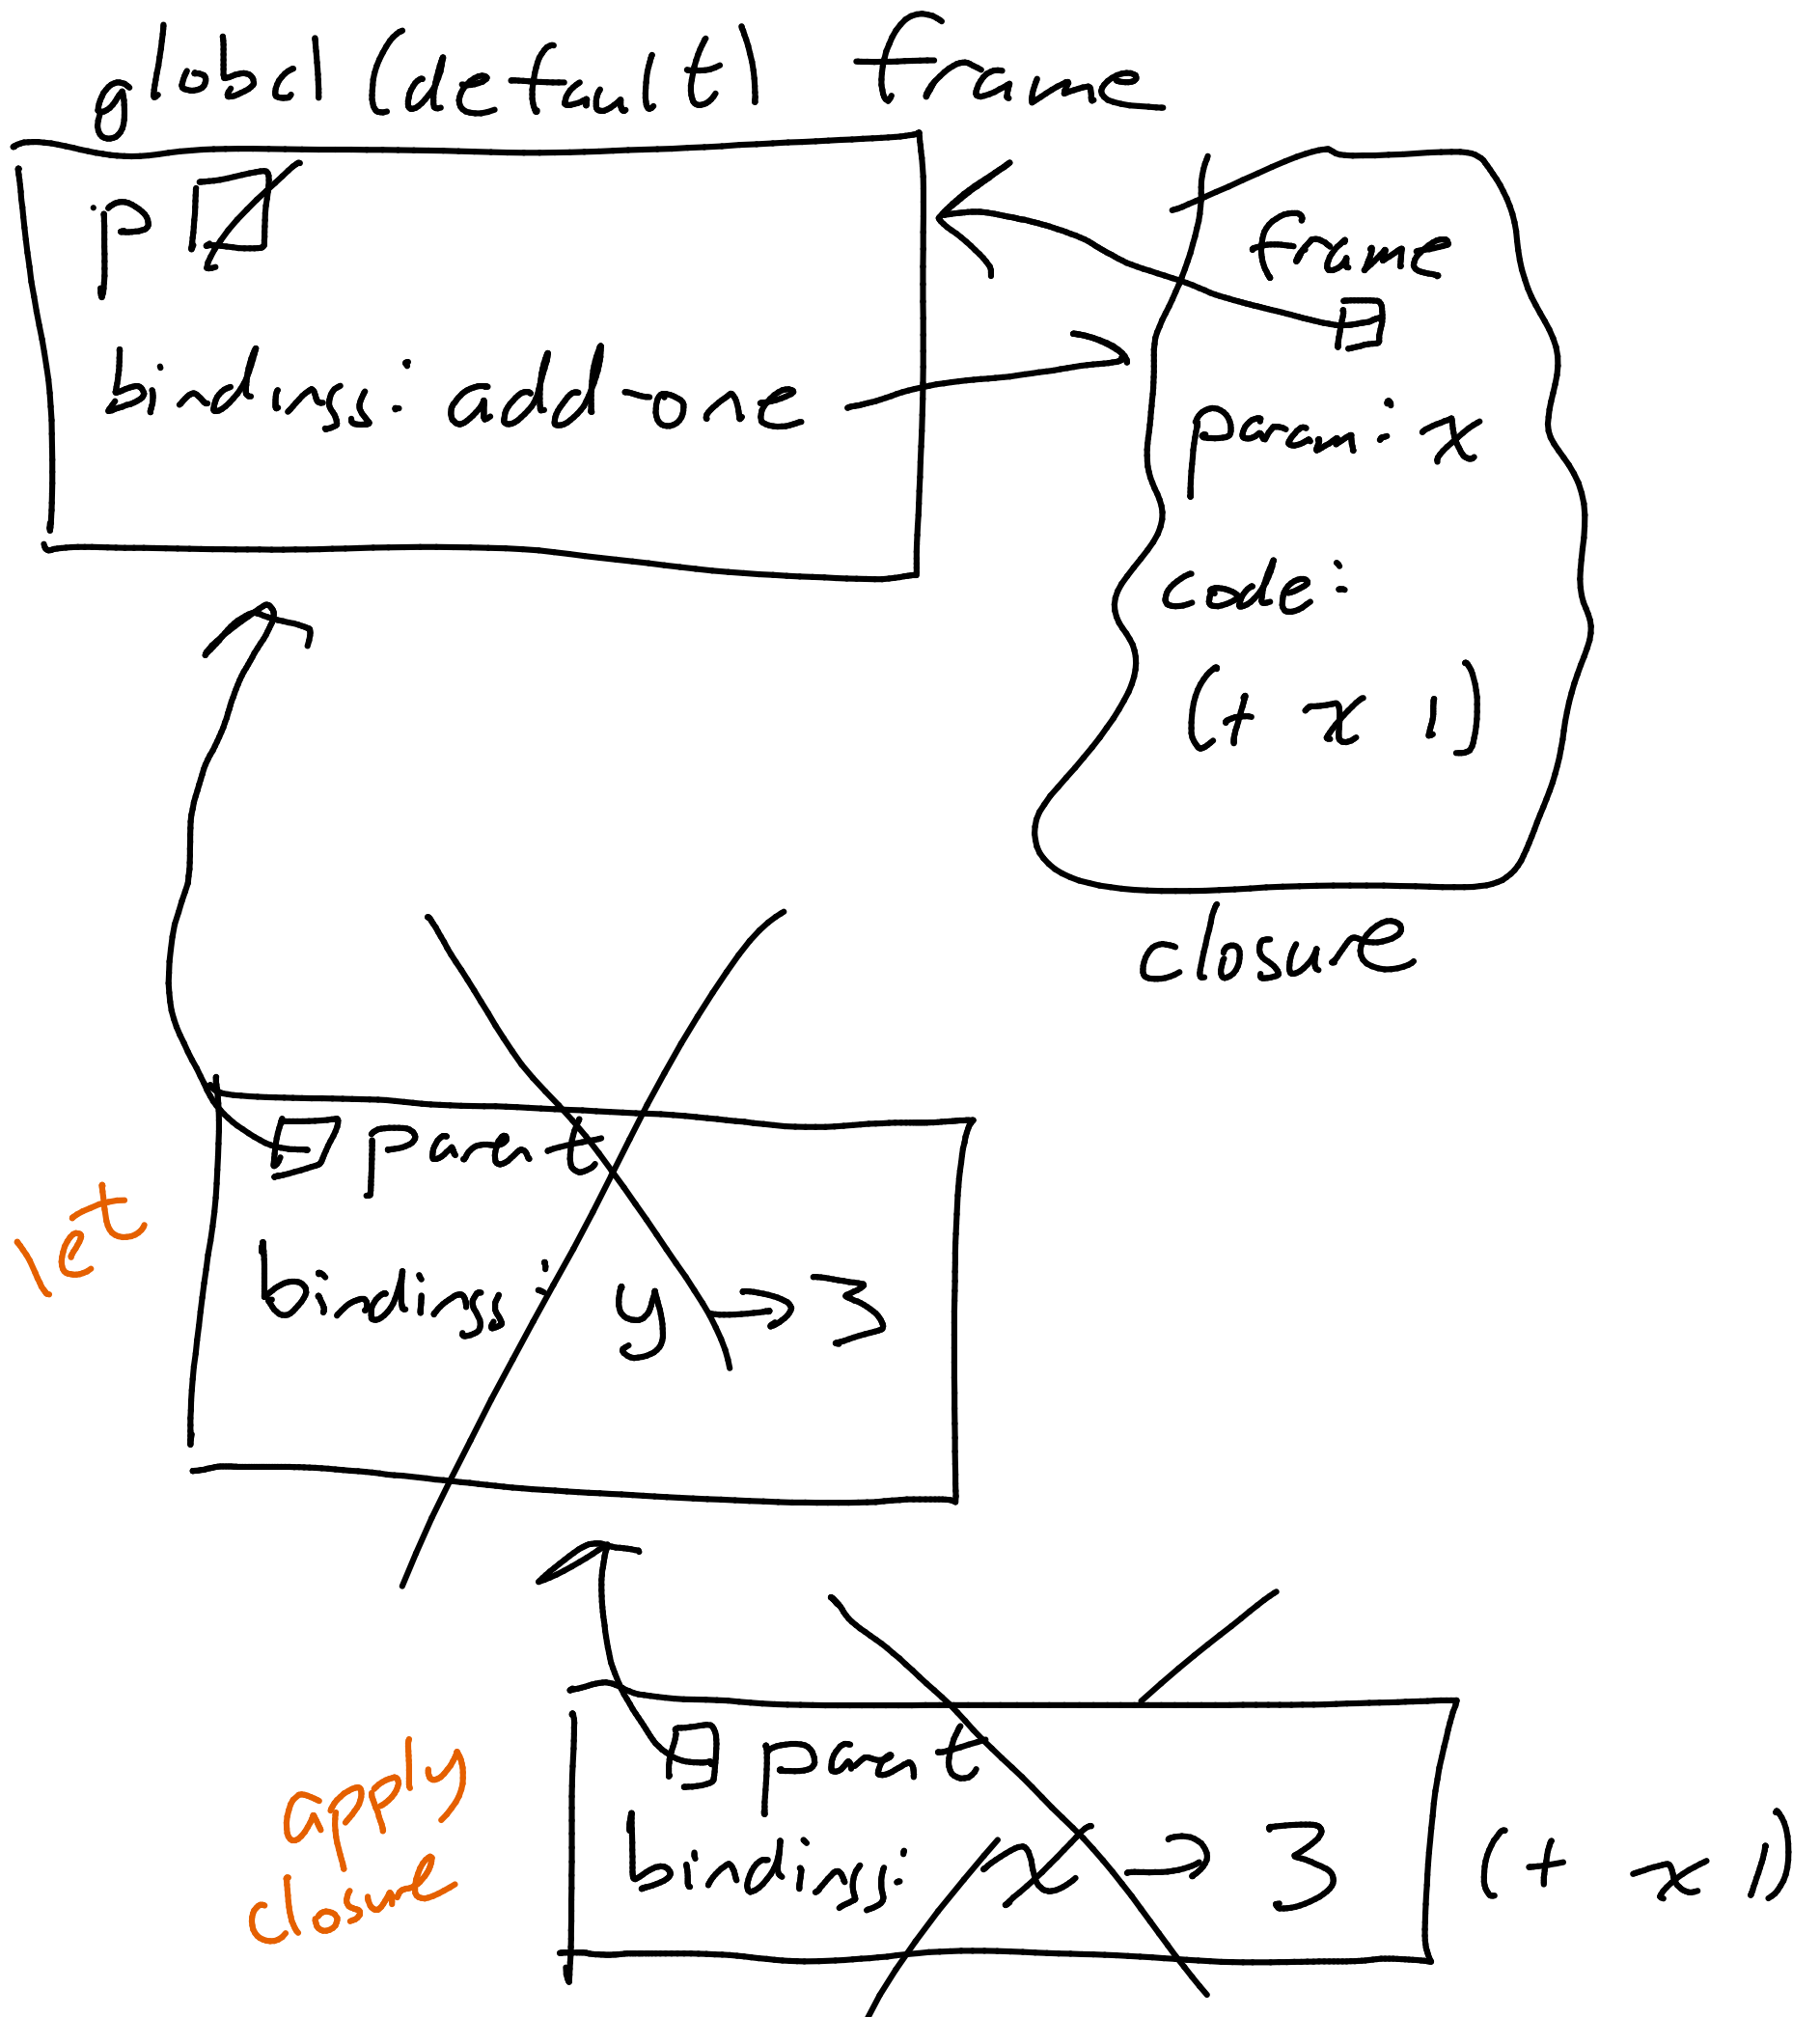 global (default) frame
p
bindings: add-one
frame
param: x
code:
(+ x 1)
closure
let
parent
bindings: y → 3
apply
closure
parent
bindings: x → 3
(+ x 1)